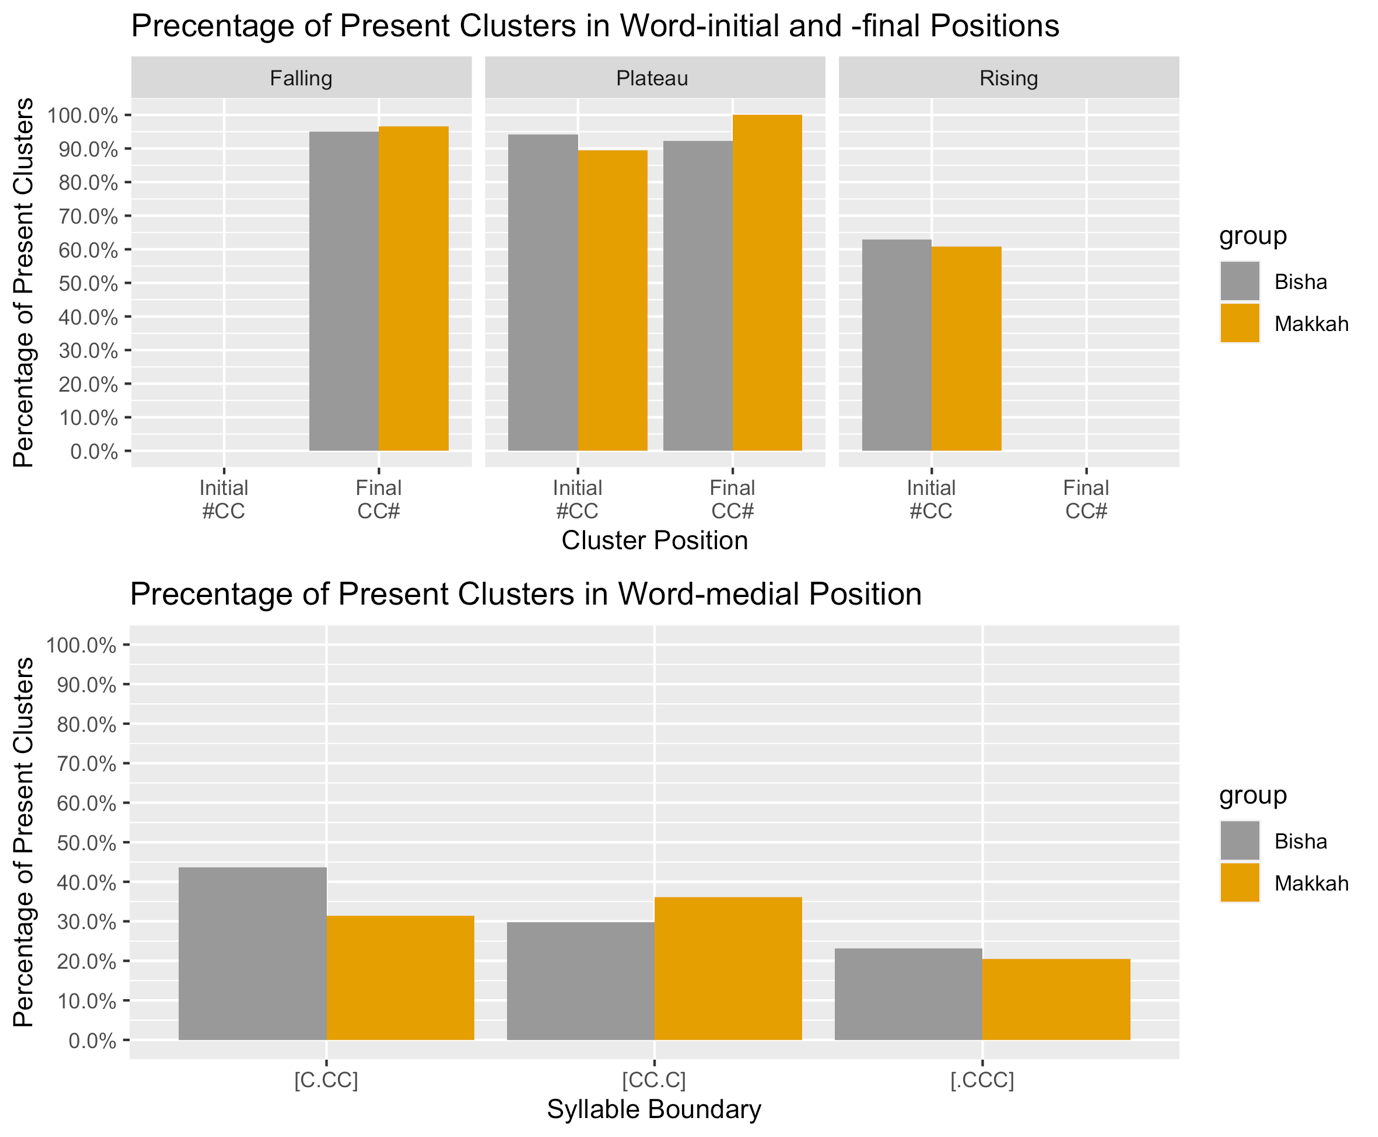 Precentage of Present Clusters in Word-initial and -final Positions
Falling
Plateau
Rising
Percentage of Present Clusters
100.0%
90.0%
80.0%
70.0%
60.0%
50.0%
40.0%
30.0%
20.0%
10.0%
0.0%
Initial
#CC
Final
CC#
Initial
#CC
Final
CC#
Initial
#CC
Final
CC#
Cluster Position
group
Bisha
Makkah
Precentage of Present Clusters in Word-medial Position
Percentage of Present Clusters
100.0%
90.0%
80.0%
70.0%
60.0%
50.0%
40.0%
30.0%
20.0%
10.0%
0.0%
[C.CC]
[CC.C]
[.CCC]
Syllable Boundary
group
Bisha
Makkah